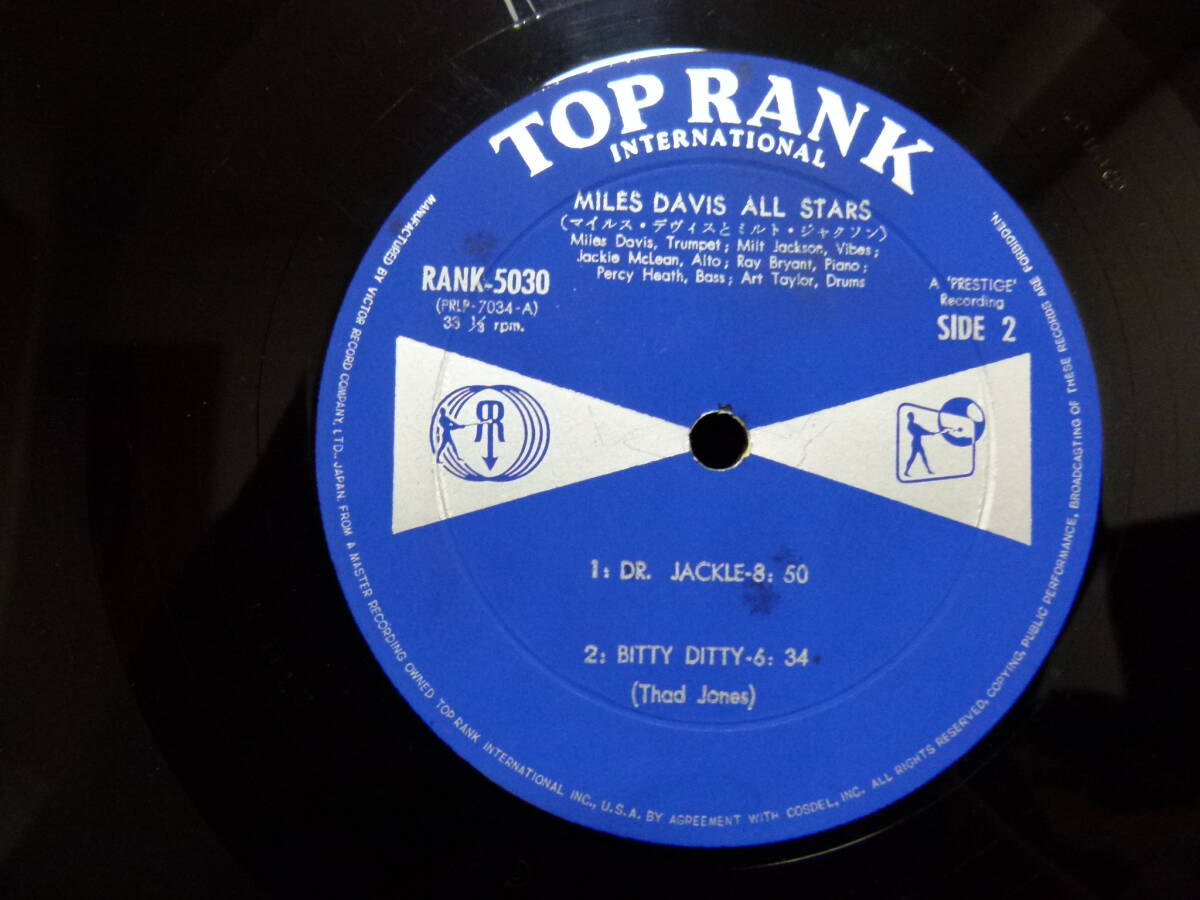 TOP RANK
INTERNATIONAL
MILES DAVIS ALL STARS
(マイルス・デヴィスとミルト・ジャクソン)
Miles Davis, Trumpet; Milt Jackson, Vibes;
Jackie McLean, Alto; Ray Bryant, Piano;
Percy Heath, Bass; Art Taylor, Drums
RANK-5030
(PRLP-7034-A)
33 ⅓ rpm.
A 'PRESTIGE'
Recording
SIDE 2
1: DR. JACKLE-8: 50
2: BITTY DITTY-6: 34
(Thad Jones)
MANUFACTURED BY VICTOR RECORD COMPANY, LTD., JAPAN. FROM A MASTER RECORDING OWNED TOP RANK INTERNATIONAL INC., U.S.A. BY AGREEMENT WITH COSDEL, INC. ALL RIGHTS RESERVED, COPYING, PUBLIC PERFORMANCE, BROADCASTING OF THESE RECORDS ARE FORBIDDEN.